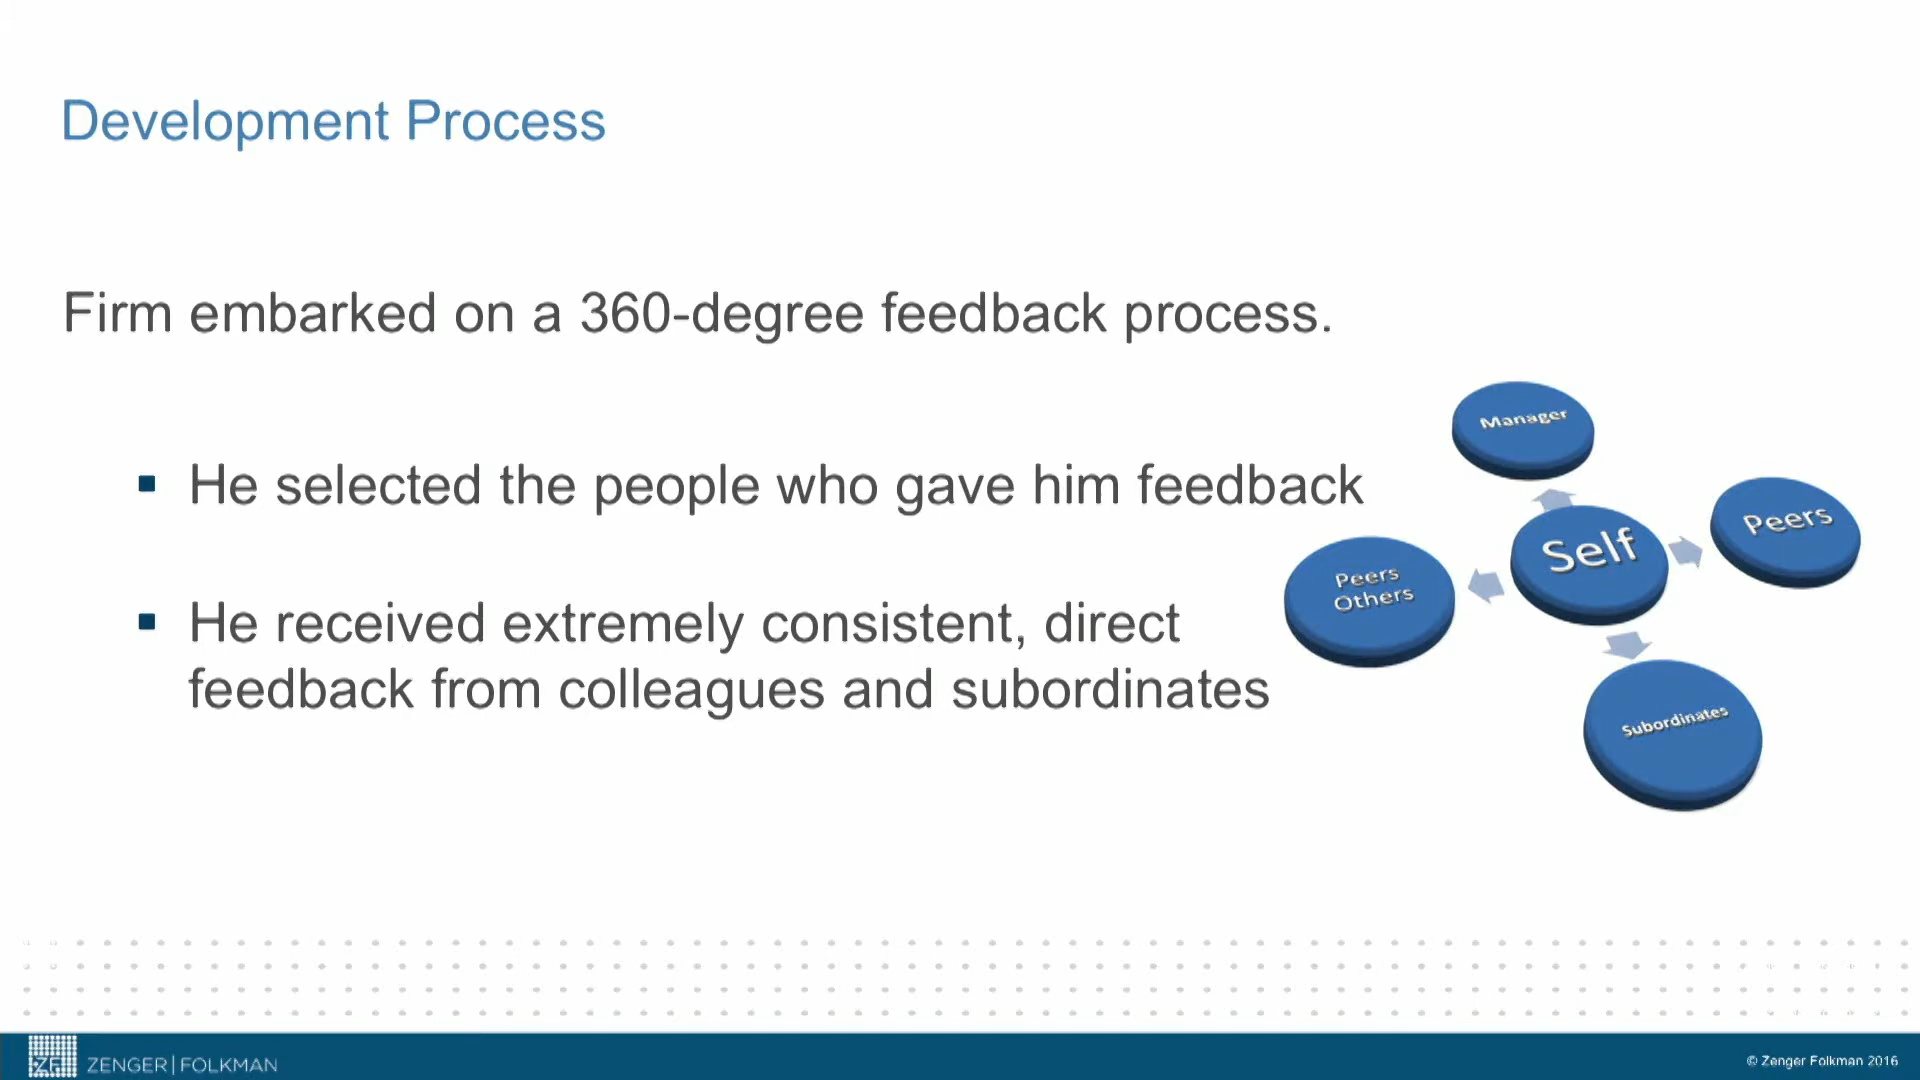 Development Process
Firm embarked on a 360-degree feedback process.
▪ He selected the people who gave him feedback
▪ He received extremely consistent, direct
feedback from colleagues and subordinates
Manager
Peers
Self
Peers
Others
Subordinates
ZF
ZENGER|FOLKMAN
© Zenger Folkman 2016